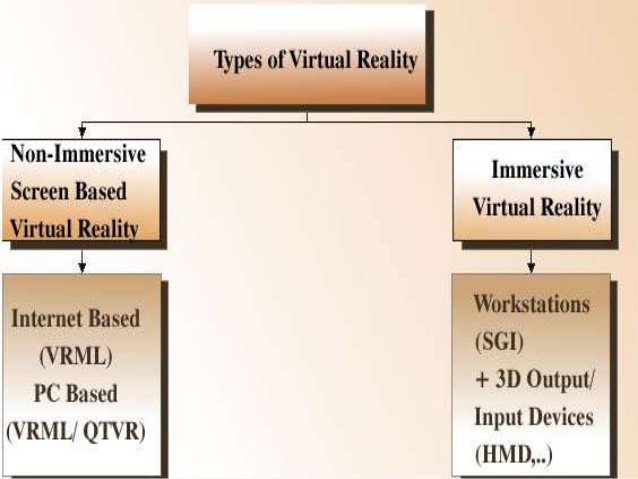 Types of Virtual Reality
Non-Immersive
Screen Based
Virtual Reality
Immersive
Virtual Reality
Internet Based
(VRML)
PC Based
(VRML/ QTVR)
Workstations
(SGI)
+ 3D Output/
Input Devices
(HMD,..)